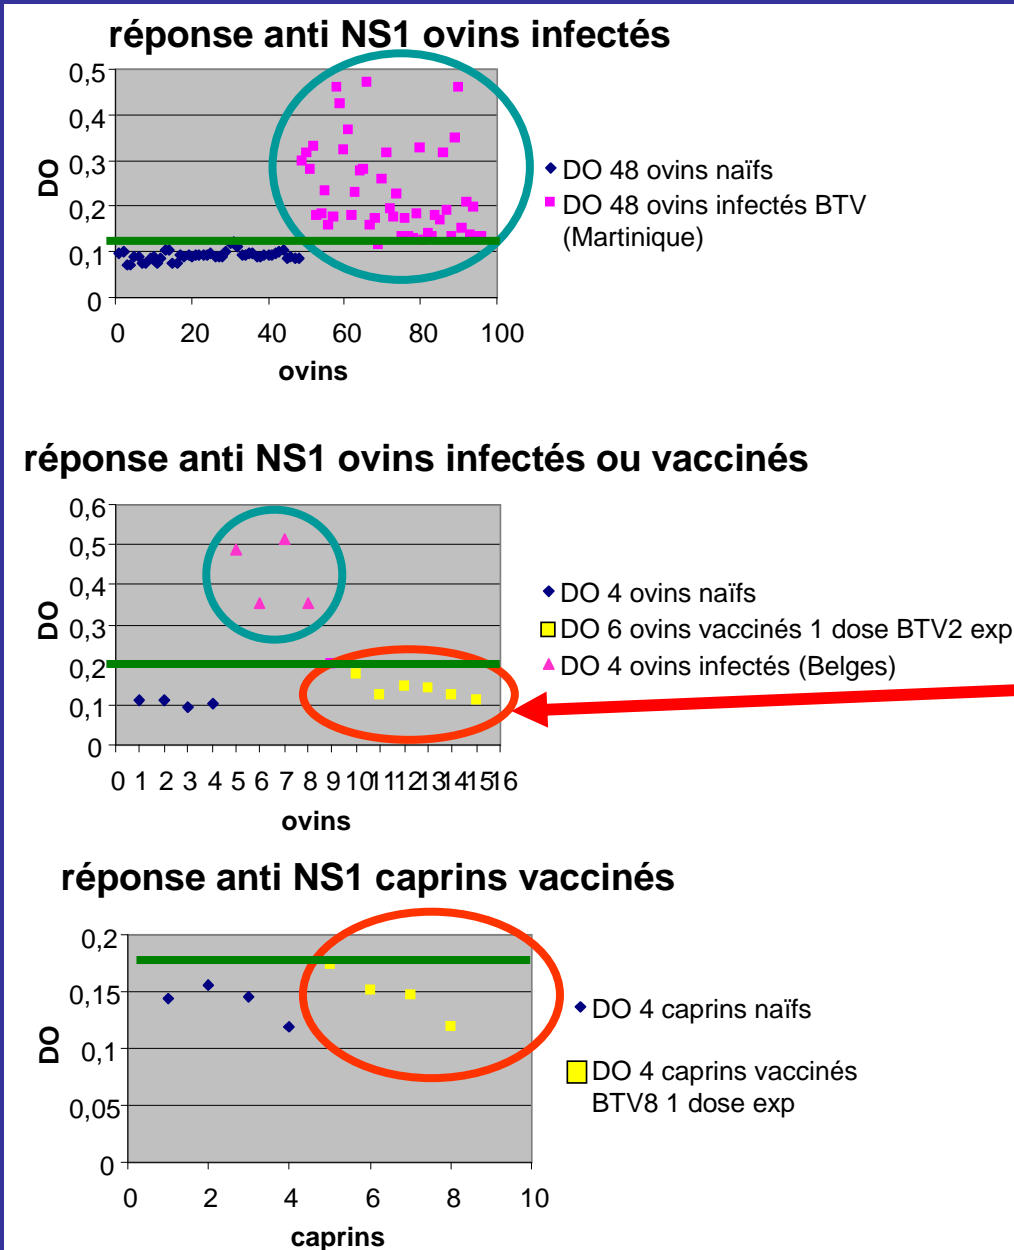 réponse anti NS1 ovins infectés
0,5
0,4
0,3
0,2
0,1
0
DO
0 20 40 60 80 100
ovins
DO 48 ovins naïfs
DO 48 ovins infectés BTV
(Martinique)
réponse anti NS1 ovins infectés ou vaccinés
0,6
0,5
0,4
0,3
0,2
0,1
0
DO
0 1 2 3 4 5 6 7 8 9 10 11 12 13 14 15 16
ovins
DO 4 ovins naïfs
DO 6 ovins vaccinés 1 dose BTV2 exp
DO 4 ovins infectés (Belges)
réponse anti NS1 caprins vaccinés
0,2
0,15
0,1
0,05
0
DO
0 2 4 6 8 10
caprins
DO 4 caprins naïfs
DO 4 caprins vaccinés
BTV8 1 dose exp